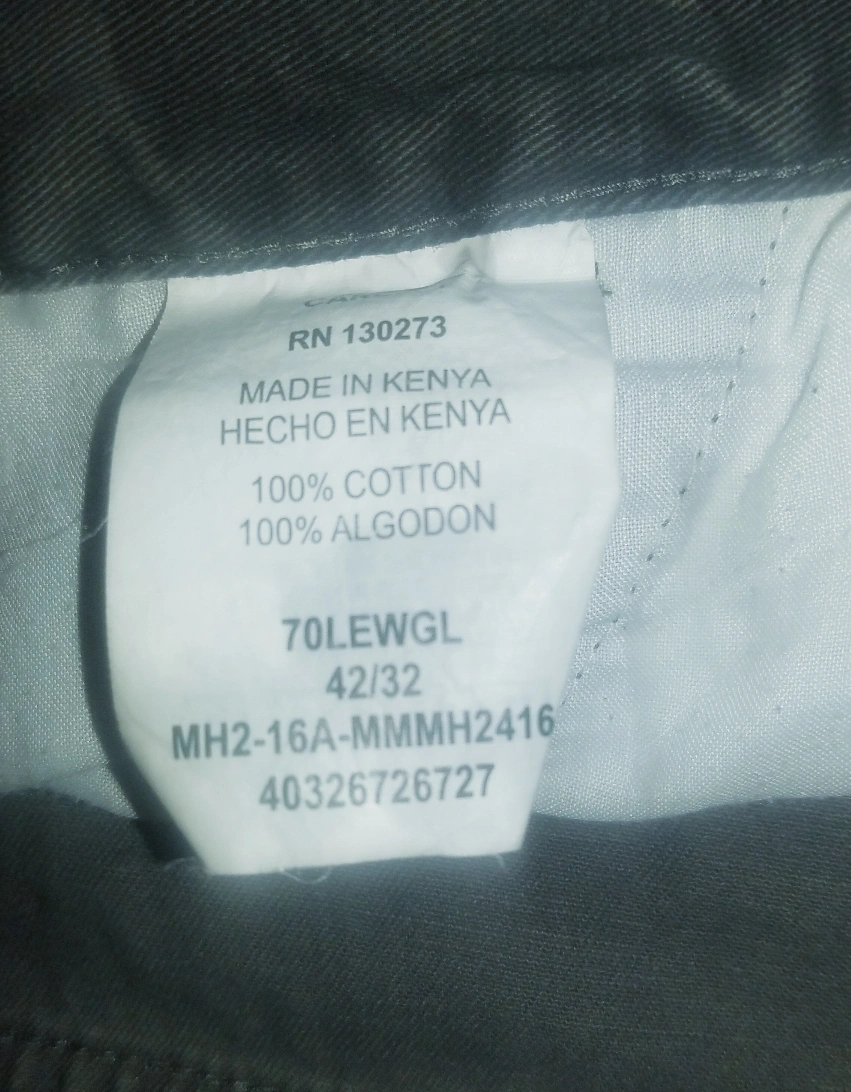 RN 130273
MADE IN KENYA
HECHO EN KENYA
100% COTTON
100% ALGODON
70LEWGL
42/32
MH2-16A-MMMH2416
40326726727